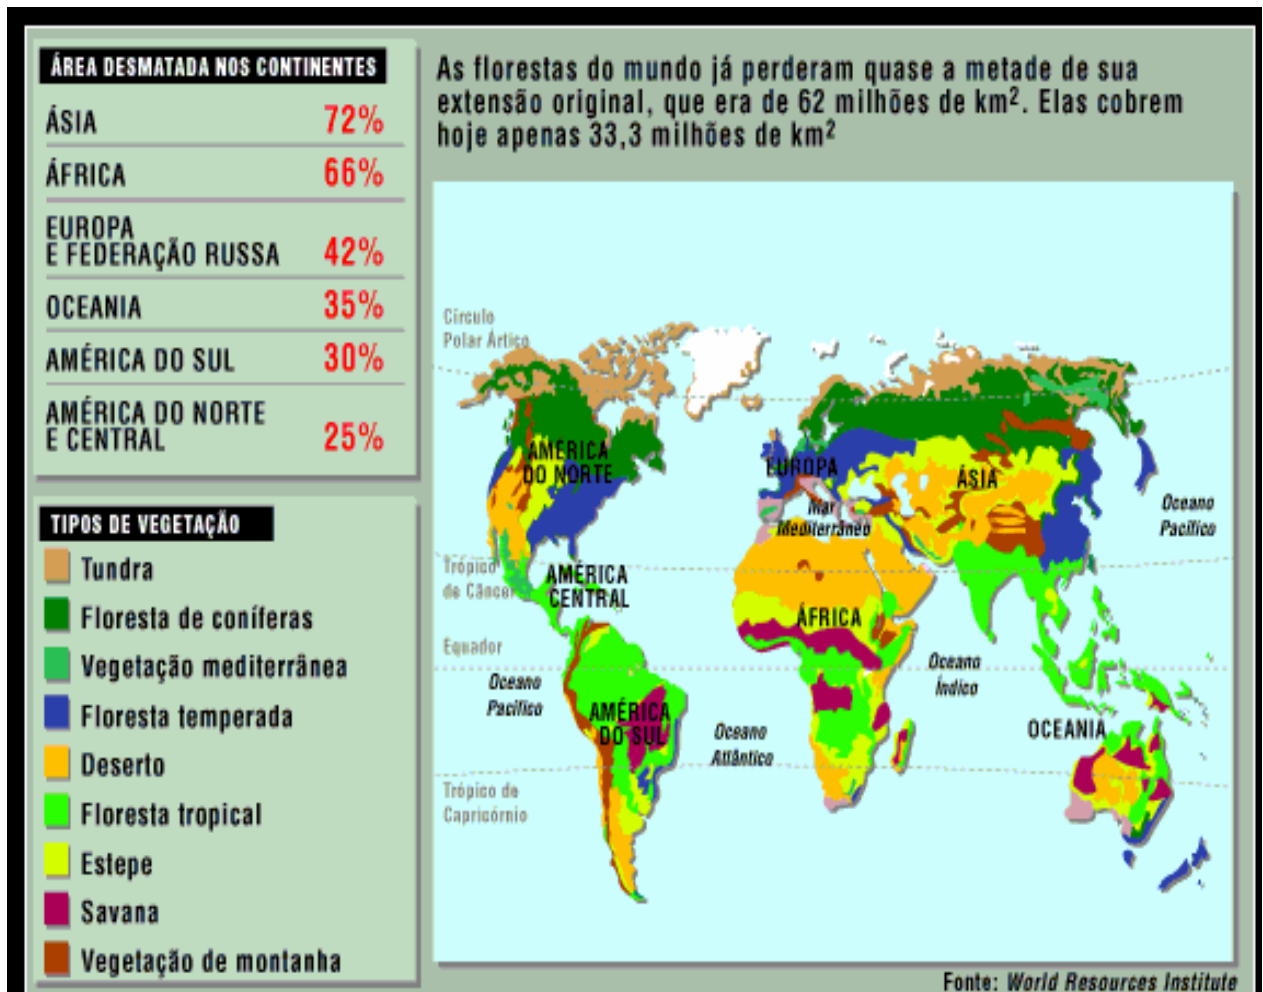 ÁREA DESMATADA NOS CONTINENTES
ÁSIA 72%
ÁFRICA 66%
EUROPA
E FEDERAÇÃO RUSSA 42%
OCEANIA 35%
AMÉRICA DO SUL 30%
AMÉRICA DO NORTE
E CENTRAL 25%
TIPOS DE VEGETAÇÃO
Tundra
Floresta de coníferas
Vegetação mediterrânea
Floresta temperada
Deserto
Floresta tropical
Estepe
Savana
Vegetação de montanha
As florestas do mundo já perderam quase a metade de sua
extensão original, que era de 62 milhões de km². Elas cobrem
hoje apenas 33,3 milhões de km²
Círculo
Polar Ártico
AMÉRICA
DO NORTE
EUROPA
ÁSIA
Mar
Mediterrâneo
Oceano
Pacífico
Trópico
de Câncer
AMÉRICA
CENTRAL
ÁFRICA
Equador
Oceano
Pacífico
Oceano
Índico
AMÉRICA
DO SUL
Oceano
Atlântico
OCEANIA
Trópico de
Capricórnio
Fonte: World Resources Institute